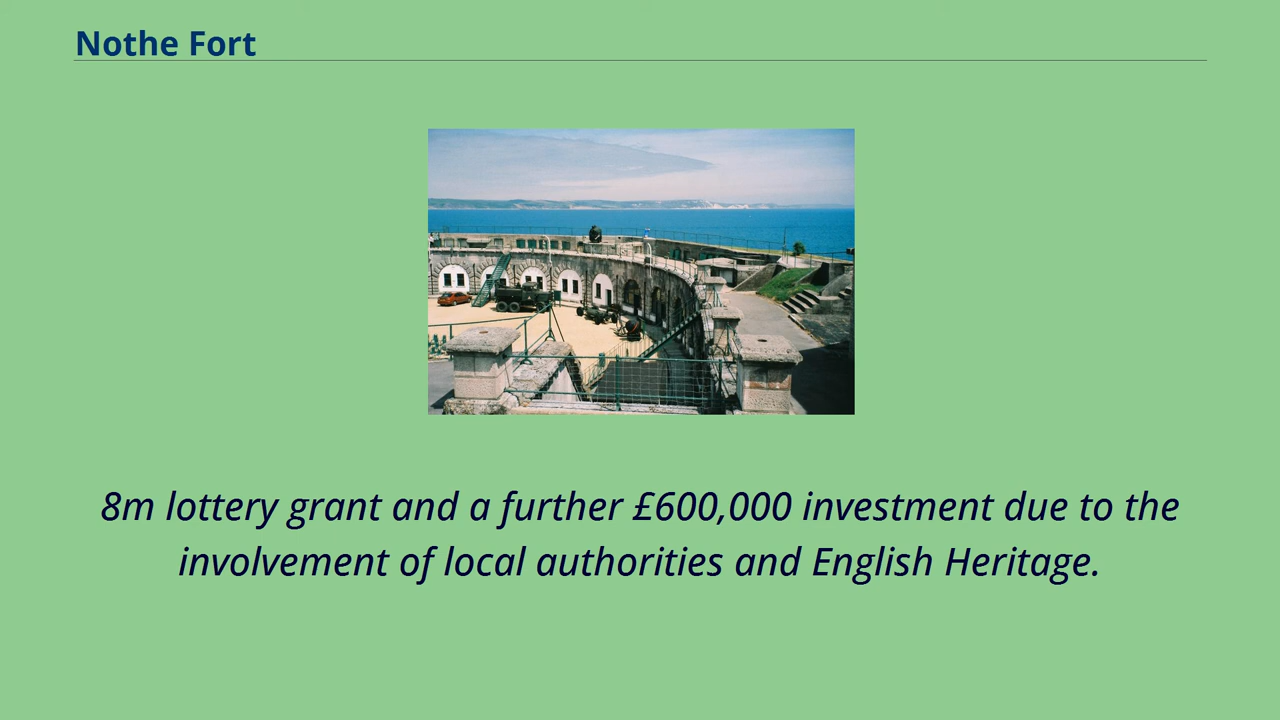 Nothe Fort
8m lottery grant and a further £600,000 investment due to the
involvement of local authorities and English Heritage.